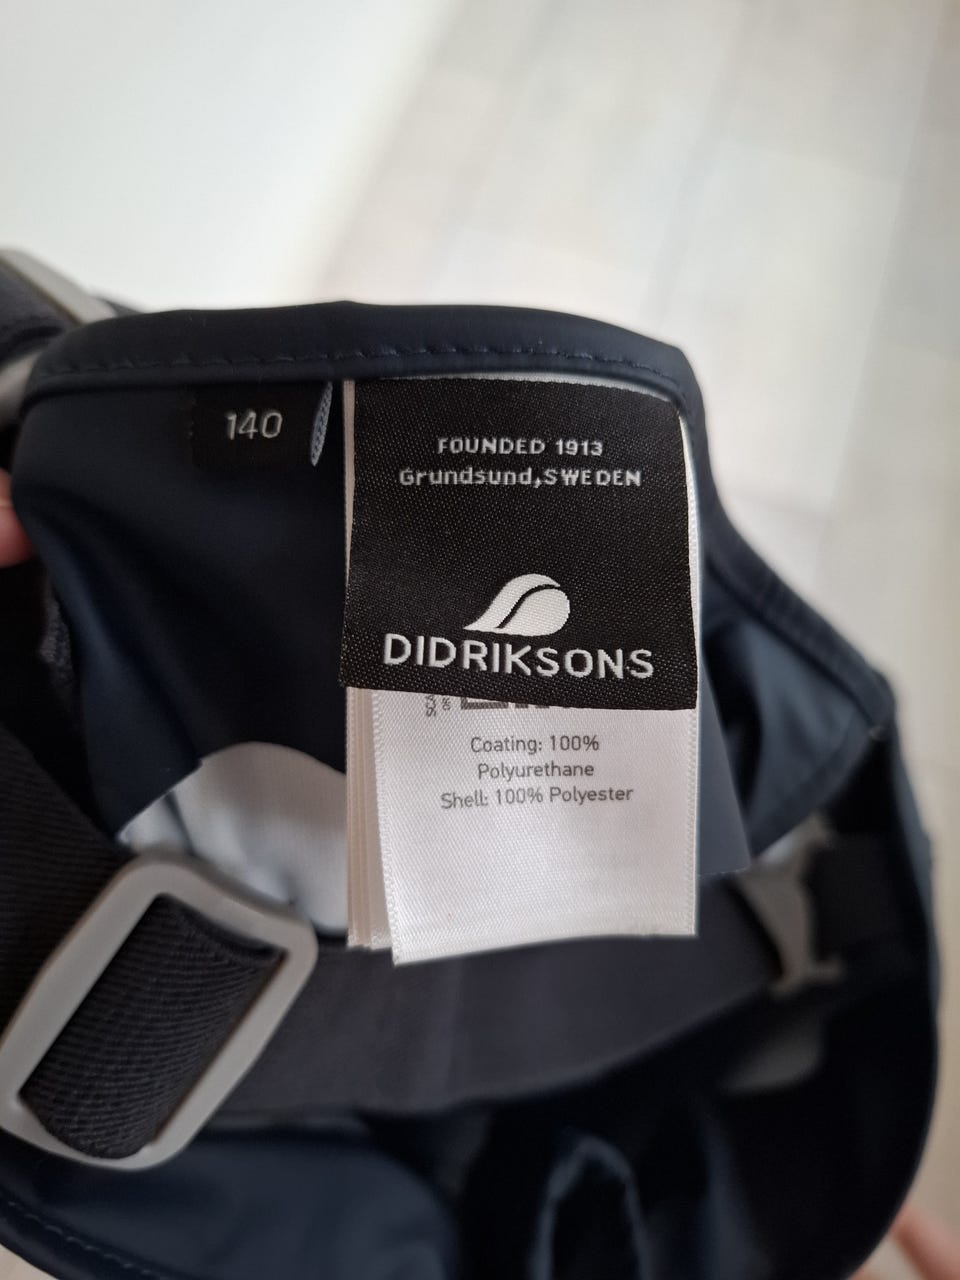 140
FOUNDED 1913
Grundsund,SWEDEN
DIDRIKSONS
Coating: 100%
Polyurethane
Shell: 100% Polyester